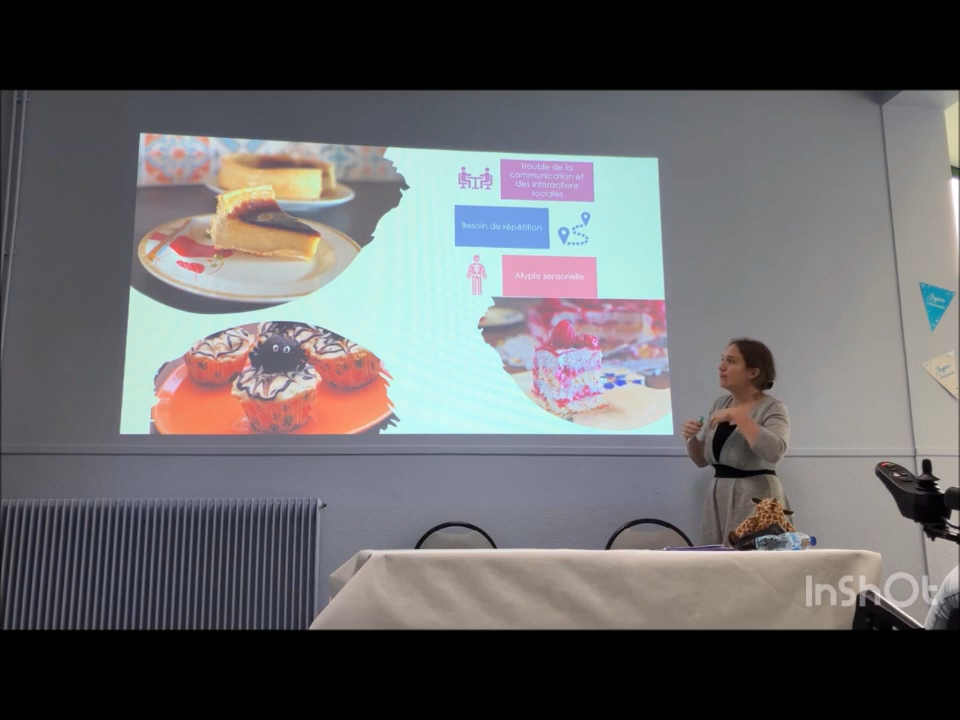 Trouble de la
communication et
des interactions
sociales
Besoin de répétition
Atypie sensorielle
InShOt